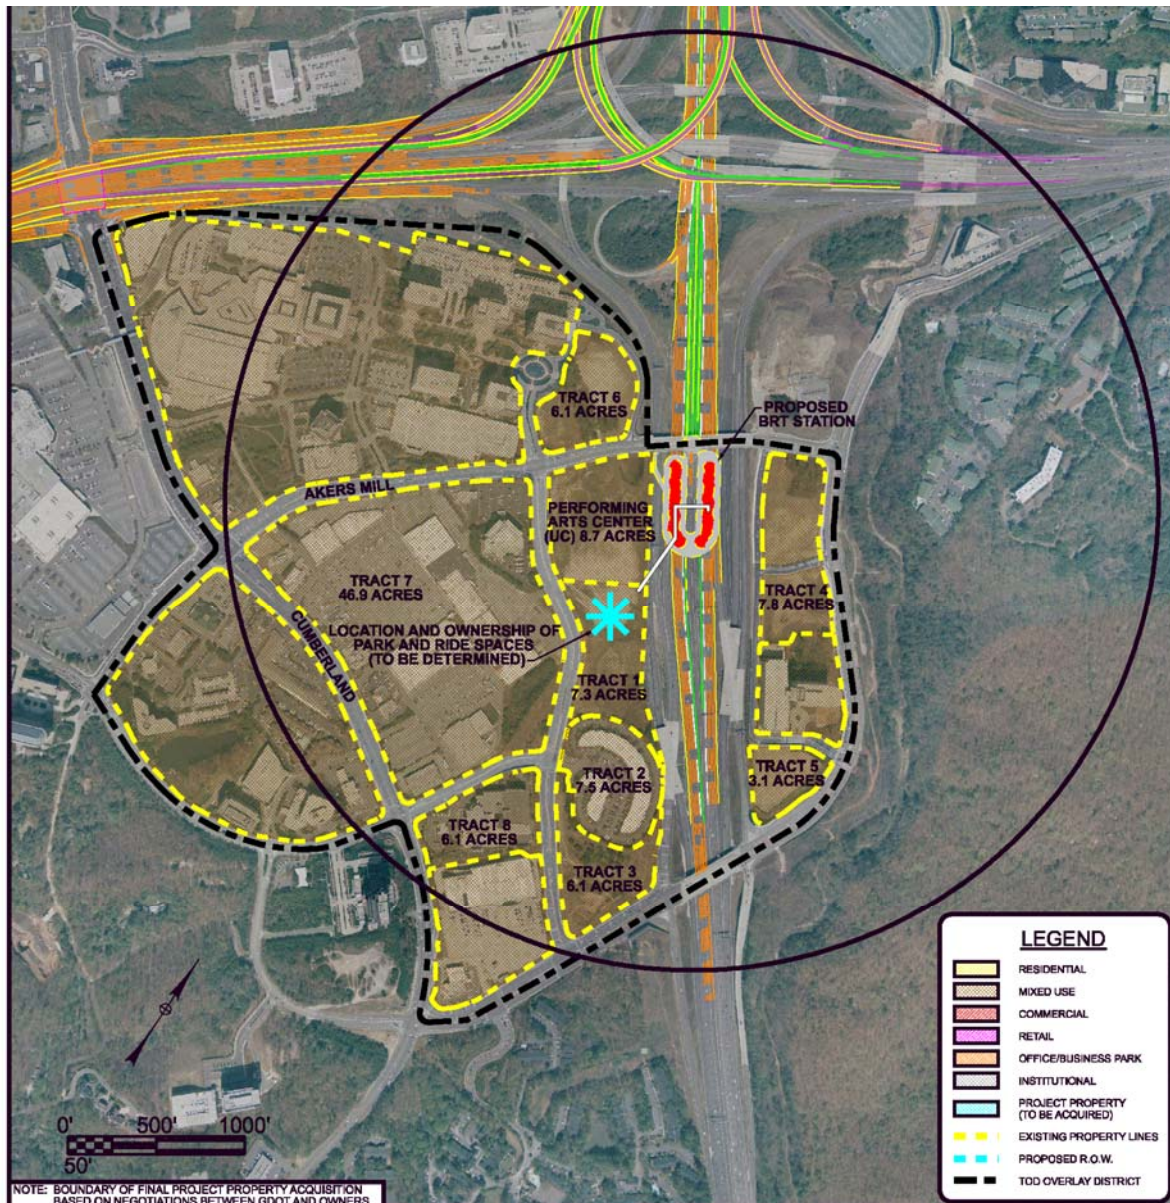 TRACT 6
6.1 ACRES
PROPOSED
BRT STATION
AKERS MILL
PERFORMING
ARTS CENTER
(UC) 8.7 ACRES
TRACT 7
46.9 ACRES
TRACT 4
7.8 ACRES
CUMBERLAND
LOCATION AND OWNERSHIP OF
PARK AND RIDE SPACES
(TO BE DETERMINED)
TRACT 1
7.3 ACRES
TRACT 2
7.5 ACRES
TRACT 5
3.1 ACRES
TRACT 8
6.1 ACRES
TRACT 3
6.1 ACRES
LEGEND
RESIDENTIAL
MIXED USE
COMMERCIAL
RETAIL
OFFICE/BUSINESS PARK
INSTITUTIONAL
PROJECT PROPERTY
(TO BE ACQUIRED)
EXISTING PROPERTY LINES
PROPOSED R.O.W.
TOD OVERLAY DISTRICT
0' 500' 1000'
50'
NOTE: BOUNDARY OF FINAL PROJECT PROPERTY ACQUISITION
BASED ON NEGOTIATIONS BETWEEN GDOT AND OWNERS